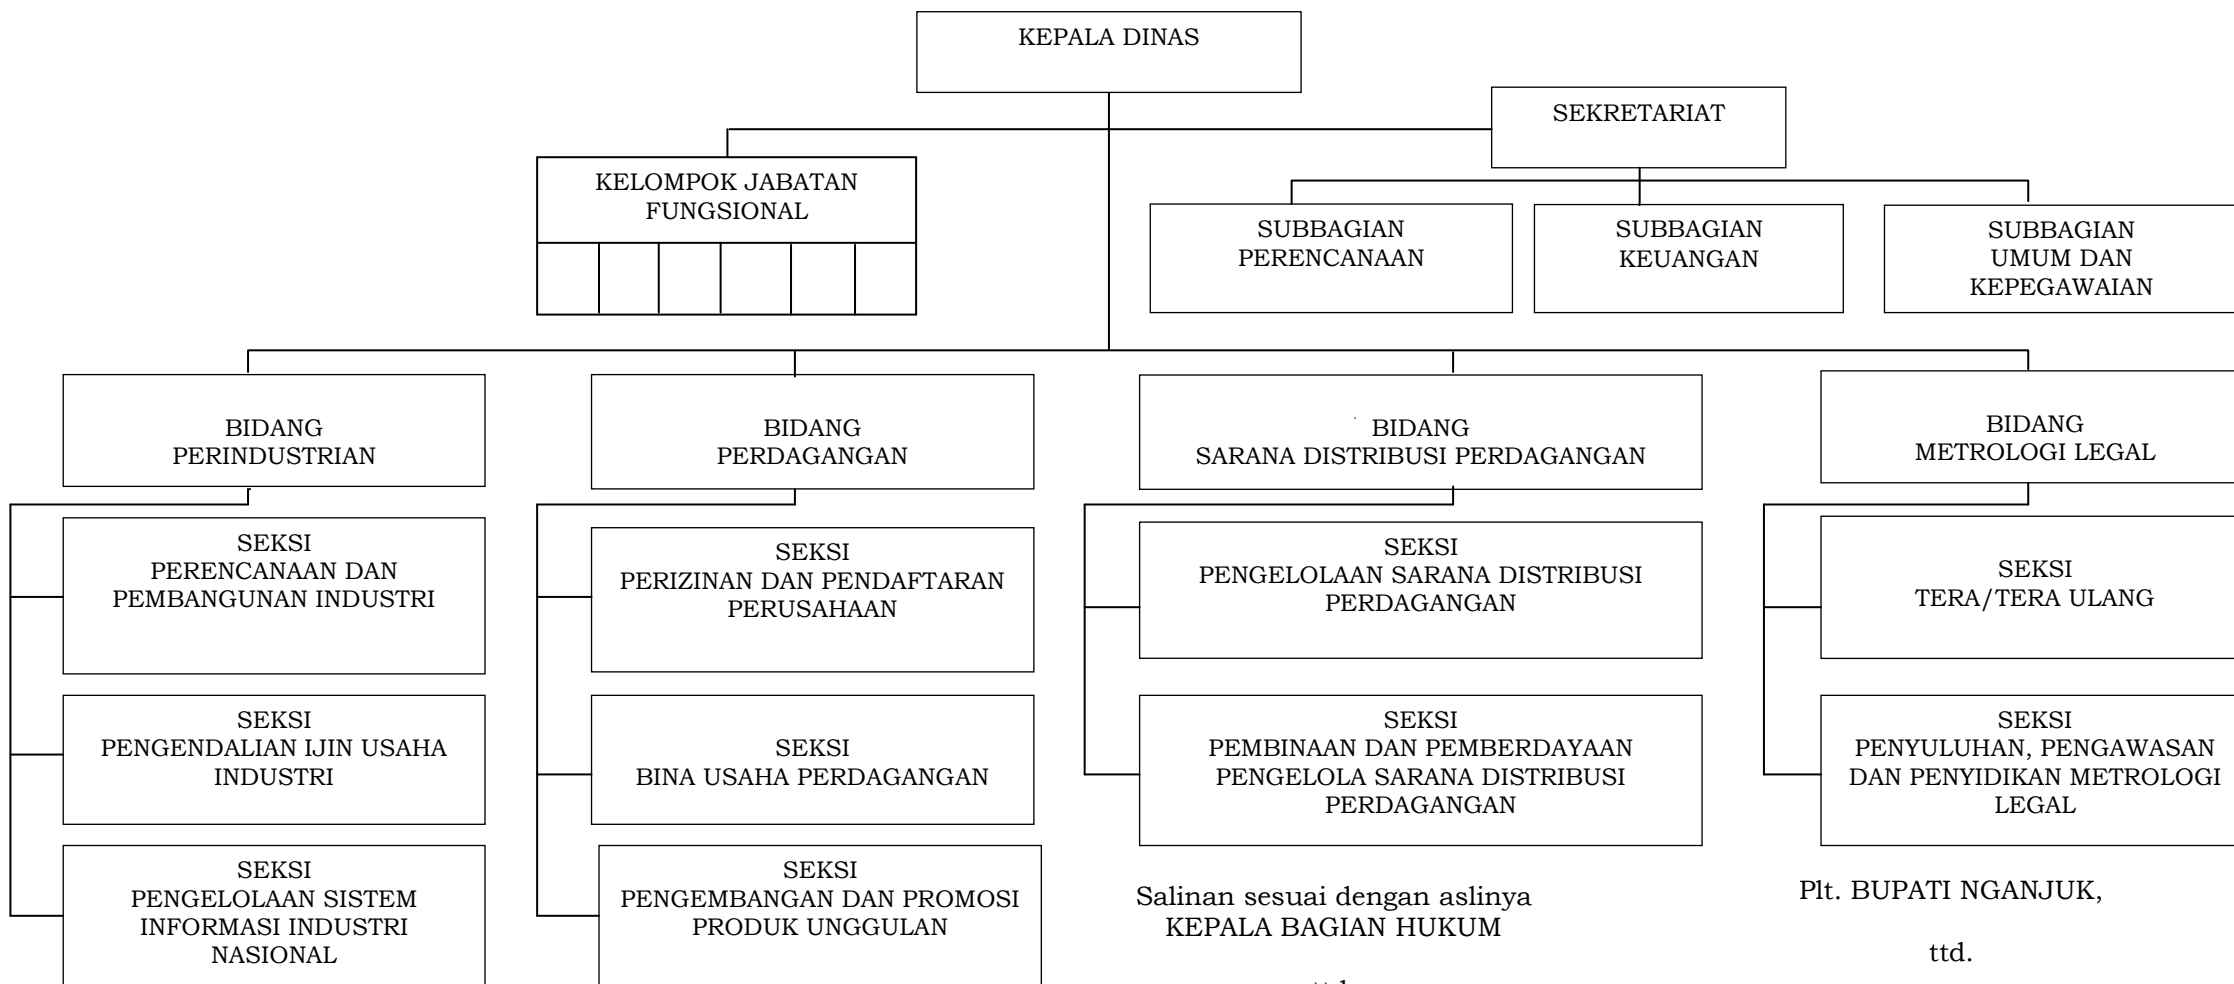 KEPALA DINAS
SEKRETARIAT
KELOMPOK JABATAN
FUNGSIONAL
SUBBAGIAN
PERENCANAAN
SUBBAGIAN
KEUANGAN
SUBBAGIAN
UMUM DAN
KEPEGAWAIAN
BIDANG
PERINDUSTRIAN
BIDANG
PERDAGANGAN
BIDANG
SARANA DISTRIBUSI PERDAGANGAN
BIDANG
METROLOGI LEGAL
SEKSI
PERENCANAAN DAN
PEMBANGUNAN INDUSTRI
SEKSI
PERIZINAN DAN PENDAFTARAN
PERUSAHAAN
SEKSI
PENGELOLAAN SARANA DISTRIBUSI
PERDAGANGAN
SEKSI
TERA/TERA ULANG
SEKSI
PENGENDALIAN IJIN USAHA
INDUSTRI
SEKSI
BINA USAHA PERDAGANGAN
SEKSI
PEMBINAAN DAN PEMBERDAYAAN
PENGELOLA SARANA DISTRIBUSI
PERDAGANGAN
SEKSI
PENYULUHAN, PENGAWASAN
DAN PENYIDIKAN METROLOGI
LEGAL
SEKSI
PENGELOLAAN SISTEM
INFORMASI INDUSTRI
NASIONAL
SEKSI
PENGEMBANGAN DAN PROMOSI
PRODUK UNGGULAN
Salinan sesuai dengan aslinya
KEPALA BAGIAN HUKUM
Plt. BUPATI NGANJUK,
ttd.